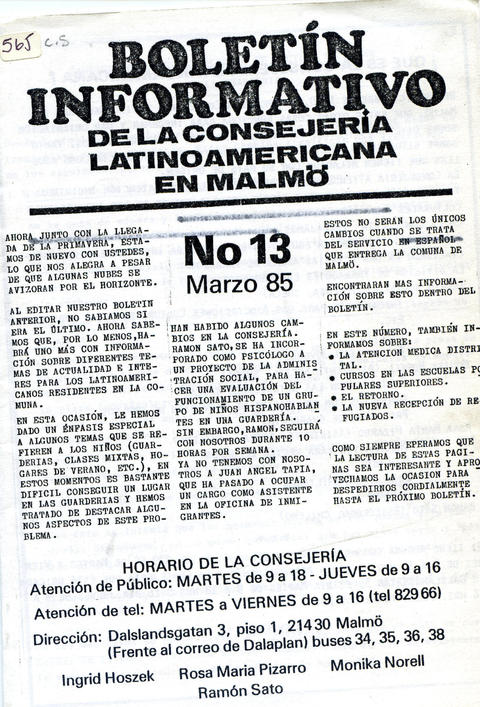 565 C.S
BOLETÍN
INFORMATIVO
DE LA CONSEJERÍA
LATINOAMERICANA
EN MALMÖ
AHORA JUNTO CON LA LLEGA-
DA DE LA PRIMAVERA, ESTA-
MOS DE NUEVO CON USTEDES,
LO QUE NOS ALEGRA A PESAR
DE QUE ALGUNAS NUBES SE
AVIZORAN POR EL HORIZONTE.
AL EDITAR NUESTRO BOLETIN
ANTERIOR, NO SABIAMOS SI
ERA EL ÚLTIMO. AHORA SABE-
MOS QUE, POR LO MENOS, HA-
BRÁ UNO MÁS CON INFORMA-
CIÓN SOBRE DIFERENTES TE-
MAS DE ACTUALIDAD E INTE-
RES PARA LOS LATINOAMERI-
CANOS RESIDENTES EN LA CO-
MUNA.
EN ESTA OCASIÓN, LE HEMOS
DADO UN ÉNFASIS ESPECIAL
A ALGUNOS TEMAS QUE SE RE-
FIEREN A LOS NIÑOS (GUAR-
DERIAS, CLASES MIXTAS, HO-
GARES DE VERANO, ETC.), EN
ESTOS MOMENTOS ES BASTANTE
DIFICIL CONSEGUIR UN LUGAR
EN LAS GUARDERIAS Y HEMOS
TRATADO DE DESTACAR ALGU-
NOS ASPECTOS DE ESTE PRO-
BLEMA.
No 13
Marzo 85
HAN HABIDO ALGUNOS CAM-
BIOS EN LA CONSEJERÍA.
RAMON SATO, SE HA INCOR-
PORADO COMO PSICÓLOGO A
UN PROYECTO DE LA ADMINIS
TRACIÓN SOCIAL, PARA HA-
CER UNA EVALUACIÓN DEL
FUNCIONAMIENTO DE UN GRU-
PO DE NIÑOS HISPANOHABLAN
TES EN UNA GUARDERÍA.
SIN EMBARGO, RAMON, SEGUIRÁ
CON NOSOTROS DURANTE 10
HORAS POR SEMANA.
YA NO TENEMOS CON NOSO-
TROS A JUAN ANGEL TAPIA,
QUE HA PASADO A OCUPAR
UN CARGO COMO ASISTENTE
EN LA OFICINA DE INMI-
GRANTES.
ESTOS NO SERAN LOS ÚNICOS
CAMBIOS CUANDO SE TRATA
DEL SERVICIO EN ESPAÑOL
QUE ENTREGA LA COMUNA DE
MALMÖ.
ENCONTRARAN MAS INFORMA-
CIÓN SOBRE ESTO DENTRO DEL
BOLETÍN.
EN ESTE NÚMERO, TAMBIÉN IN-
FORMAMOS SOBRE:
● LA ATENCION MEDICA DISTRI
TAL.
● CURSOS EN LAS ESCUELAS PO
PULARES SUPERIORES.
● EL RETORNO.
● LA NUEVA RECEPCIÓN DE RE-
FUGIADOS.
COMO SIEMPRE EPERAMOS QUE
LA LECTURA DE ESTAS PAGI-
NAS SEA INTERESANTE Y APRO
VECHAMOS LA OCASION PARA
DESPEDIRNOS CORDIALMENTE
HASTA EL PRÓXIMO BOLETÍN.
HORARIO DE LA CONSEJERÍA
Atención de Público: MARTES de 9 a 18 - JUEVES de 9 a 16
Atención de tel: MARTES a VIERNES de 9 a 16 (tel 829 66)
Dirección: Dalslandsgatan 3, piso 1, 214 30 Malmö
(Frente al correo de Dalaplan) buses 34, 35, 36, 38
Ingrid Hoszek Rosa Maria Pizarro Monika Norell
Ramón Sato